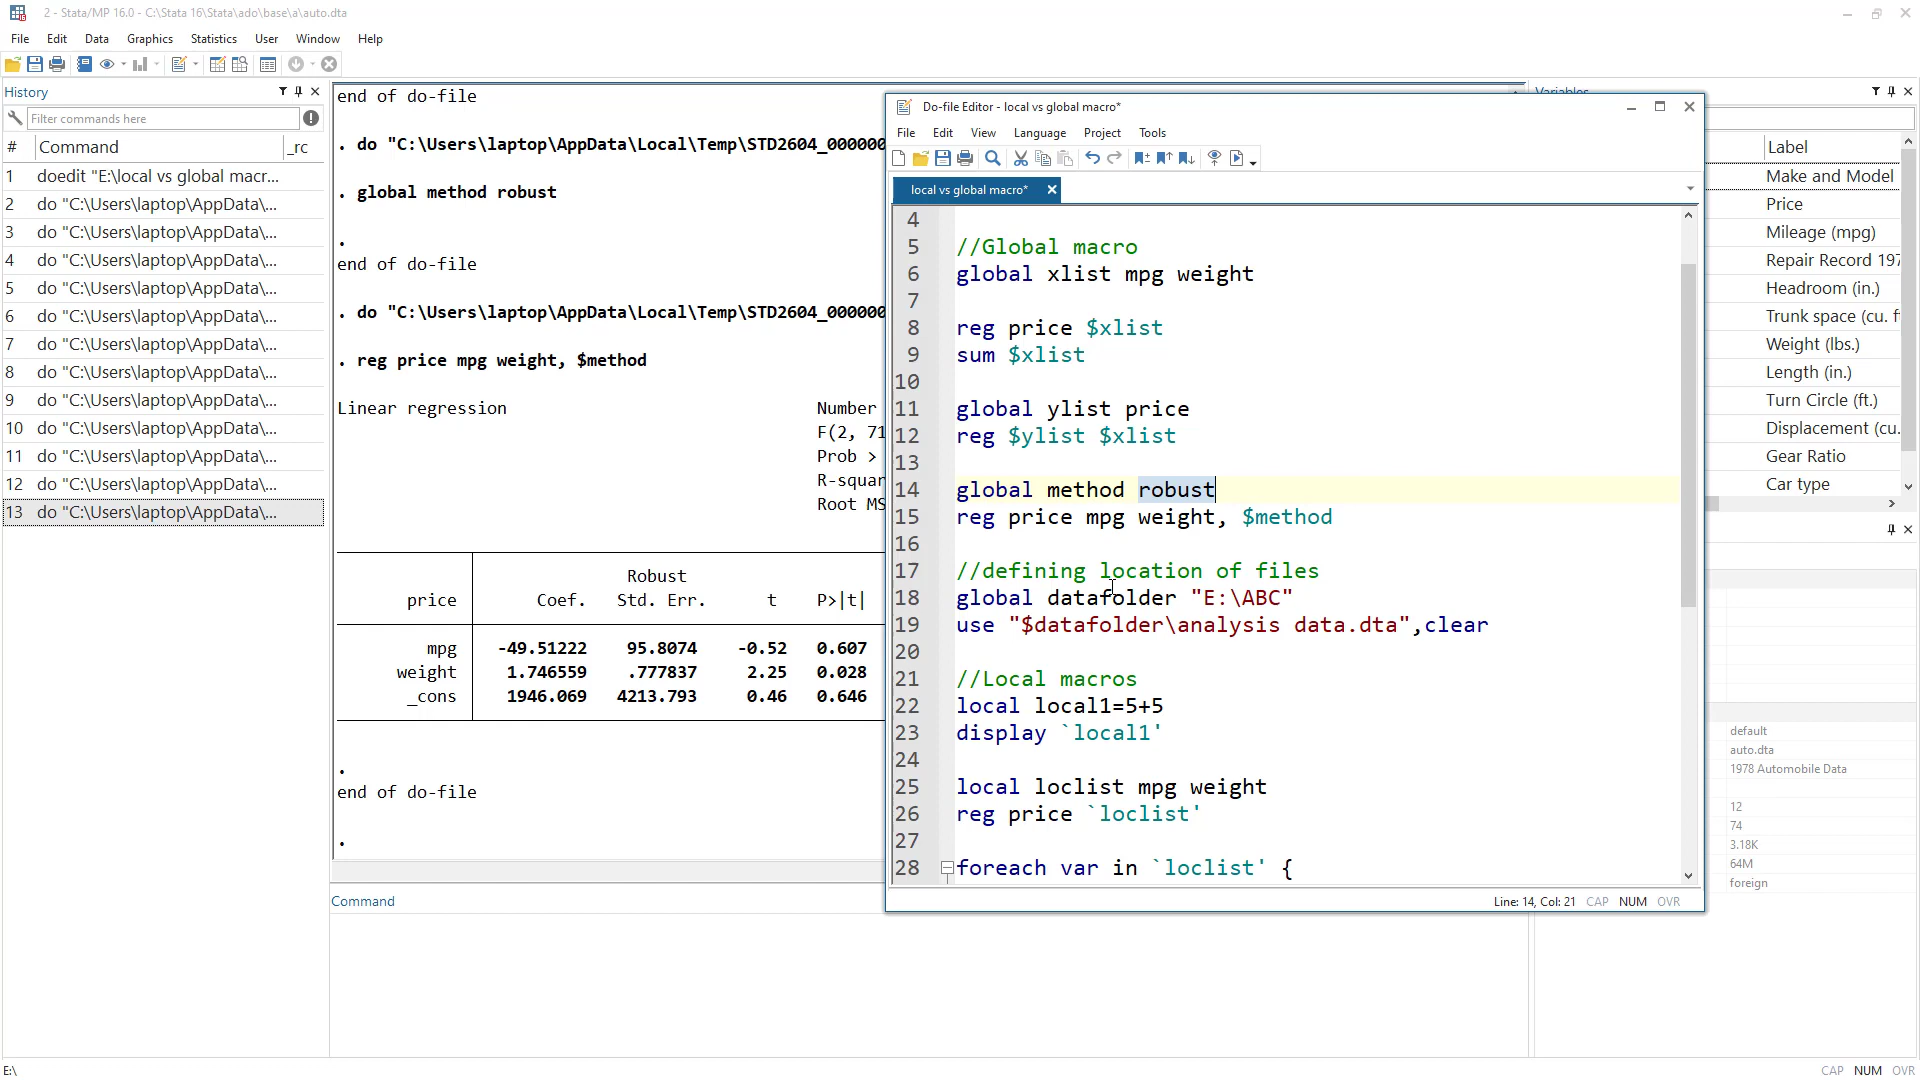 2 - Stata/MP 16.0 - C:\Stata 16\Stata\ado\base\a\auto.dta
File Edit Data Graphics Statistics User Window Help
History
Filter commands here
# Command _rc
1 doedit "E:\local vs global macr...
2 do "C:\Users\laptop\AppData\...
3 do "C:\Users\laptop\AppData\...
4 do "C:\Users\laptop\AppData\...
5 do "C:\Users\laptop\AppData\...
6 do "C:\Users\laptop\AppData\...
7 do "C:\Users\laptop\AppData\...
8 do "C:\Users\laptop\AppData\...
9 do "C:\Users\laptop\AppData\...
10 do "C:\Users\laptop\AppData\...
11 do "C:\Users\laptop\AppData\...
12 do "C:\Users\laptop\AppData\...
13 do "C:\Users\laptop\AppData\...
end of do-file
. do "C:\Users\laptop\AppData\Local\Temp\STD2604_000000
. global method robust
.
end of do-file
. do "C:\Users\laptop\AppData\Local\Temp\STD2604_000000
. reg price mpg weight, $method
Linear regression Number
F(2, 71
Prob >
R-squar
Root MS
Robust
price Coef. Std. Err. t P>|t|
mpg -49.51222 95.8074 -0.52 0.607
weight 1.746559 .777837 2.25 0.028
_cons 1946.069 4213.793 0.46 0.646
.
end of do-file
.
Command
Do-file Editor - local vs global macro*
File Edit View Language Project Tools
local vs global macro*
4
5 //Global macro
6 global xlist mpg weight
7
8 reg price $xlist
9 sum $xlist
10
11 global ylist price
12 reg $ylist $xlist
13
14 global method robust
15 reg price mpg weight, $method
16
17 //defining location of files
18 global datafolder "E:\ABC"
19 use "$datafolder\analysis data.dta",clear
20
21 //Local macros
22 local local1=5+5
23 display `local1'
24
25 local loclist mpg weight
26 reg price `loclist'
27
28 foreach var in `loclist' {
Line: 14, Col: 21 CAP NUM OVR
Variables
Label
Make and Model
Price
Mileage (mpg)
Repair Record 197
Headroom (in.)
Trunk space (cu. f
Weight (lbs.)
Length (in.)
Turn Circle (ft.)
Displacement (cu.
Gear Ratio
Car type
default
auto.dta
1978 Automobile Data
12
74
3.18K
64M
foreign
E:\
CAP NUM OVR